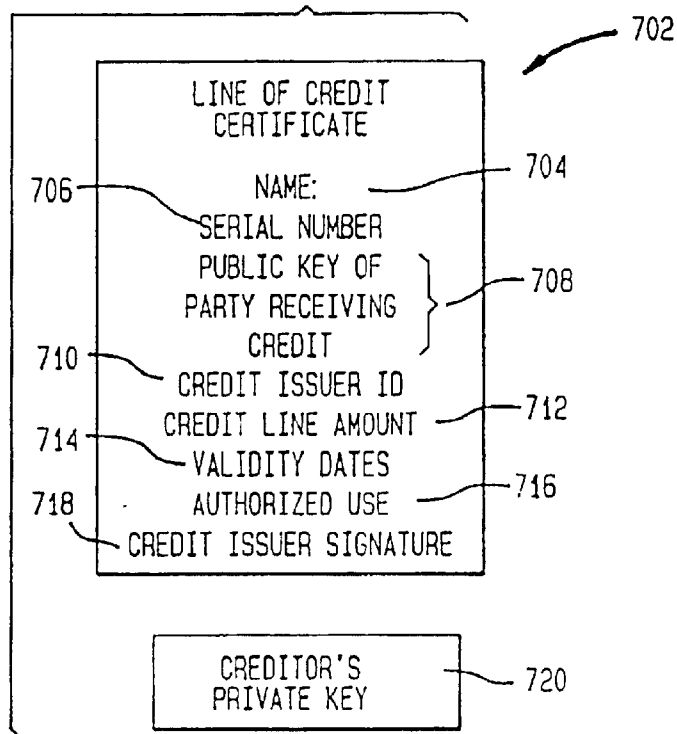 702
LINE OF CREDIT
CERTIFICATE
NAME: 704
706 SERIAL NUMBER
PUBLIC KEY OF
PARTY RECEIVING 708
CREDIT
710 CREDIT ISSUER ID
CREDIT LINE AMOUNT 712
714 VALIDITY DATES
AUTHORIZED USE 716
718 CREDIT ISSUER SIGNATURE
CREDITOR'S 720
PRIVATE KEY